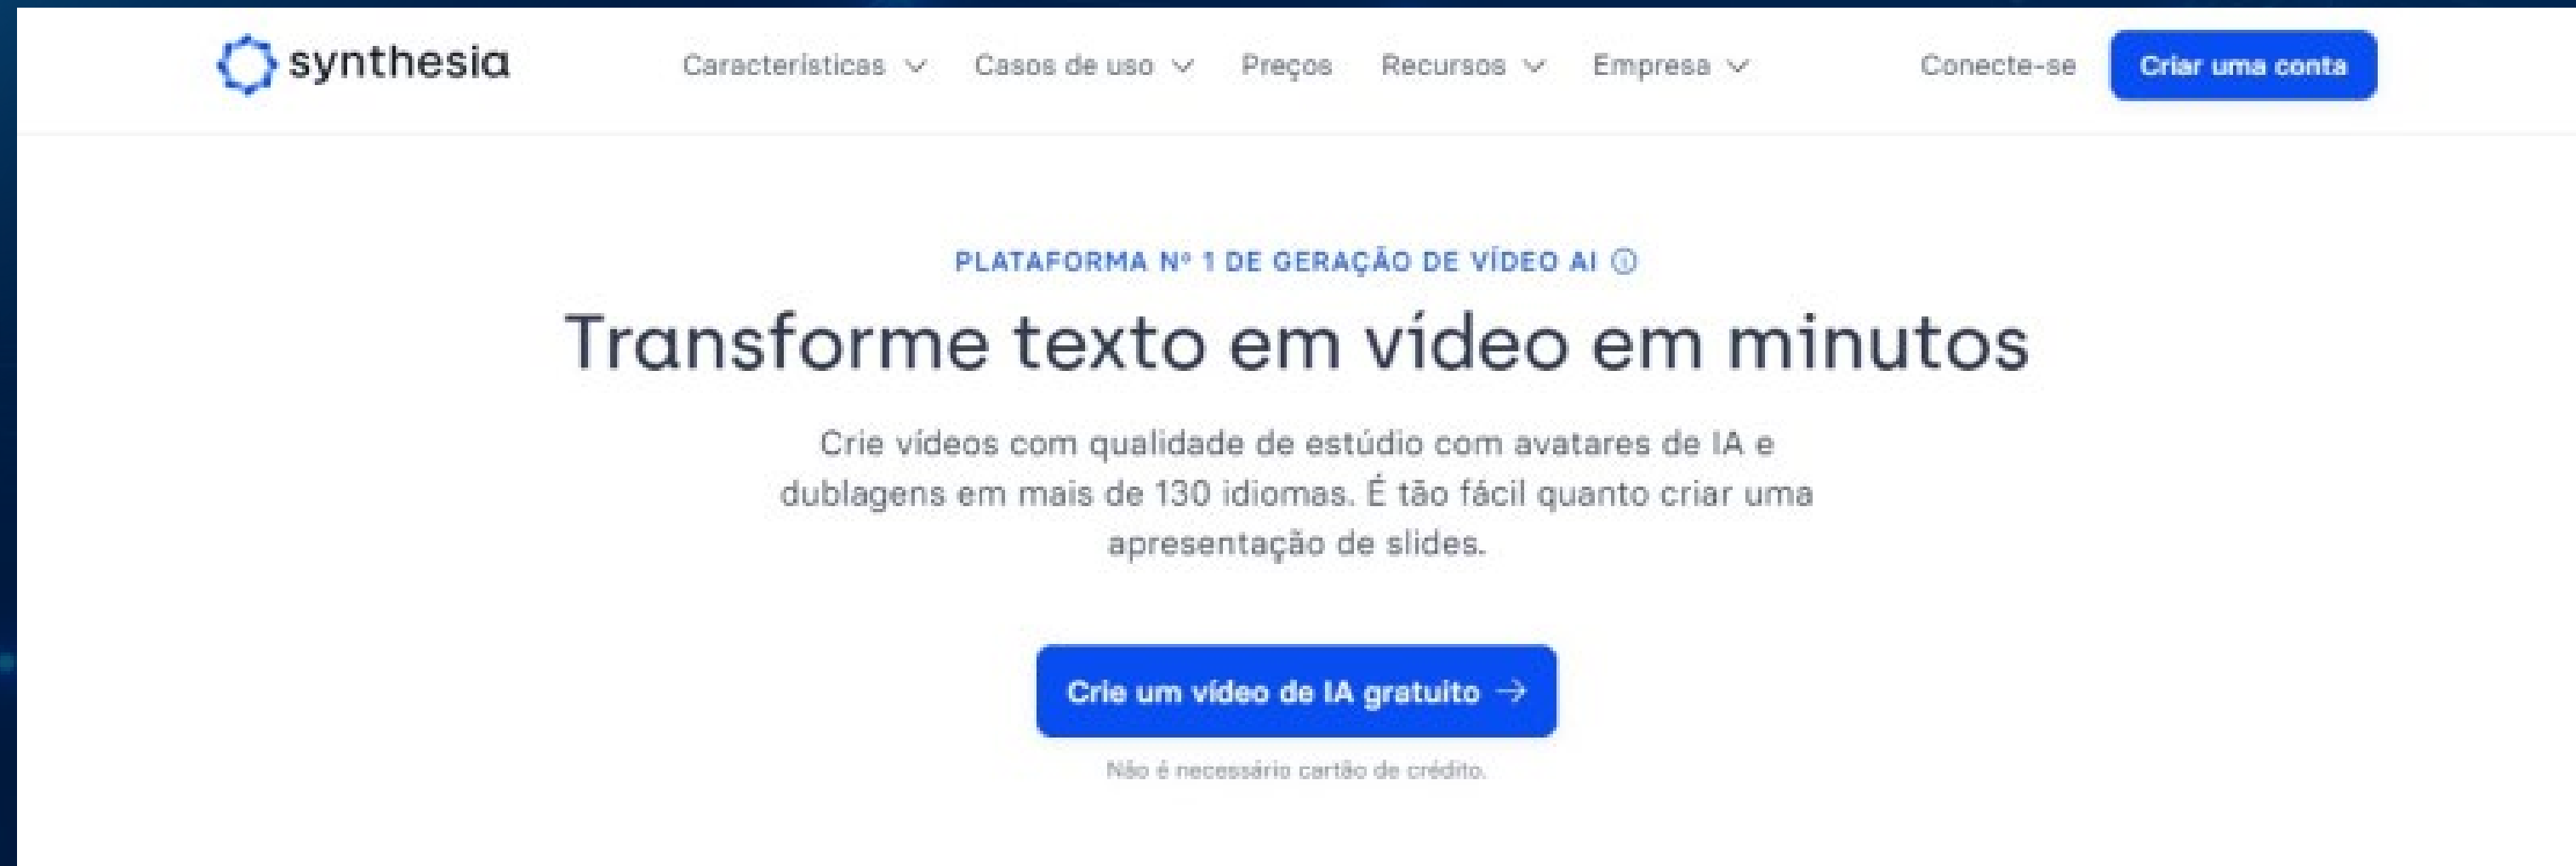 synthesia
Características Casos de uso Preços Recursos Empresa Conecte-se Criar uma conta
PLATAFORMA Nº 1 DE GERAÇÃO DE VÍDEO AI
Transforme texto em vídeo em minutos
Crie vídeos com qualidade de estúdio com avatares de IA e
dublagens em mais de 130 idiomas. É tão fácil quanto criar uma
apresentação de slides.
Crie um vídeo de IA gratuito →
Não é necessário cartão de crédito.